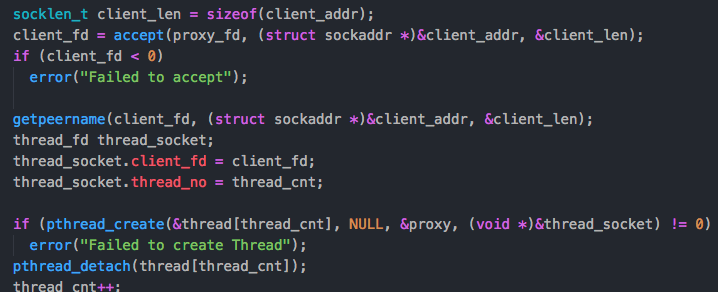 socklen_t client_len = sizeof(client_addr);
client_fd = accept(proxy_fd, (struct sockaddr *)&client_addr, &client_len);
if (client_fd < 0)
error("Failed to accept");
getpeername(client_fd, (struct sockaddr *)&client_addr, &client_len);
thread_fd thread_socket;
thread_socket.client_fd = client_fd;
thread_socket.thread_no = thread_cnt;
if (pthread_create(&thread[thread_cnt], NULL, &proxy, (void *)&thread_socket) != 0)
error("Failed to create Thread");
pthread_detach(thread[thread_cnt]);
thread_cnt++;